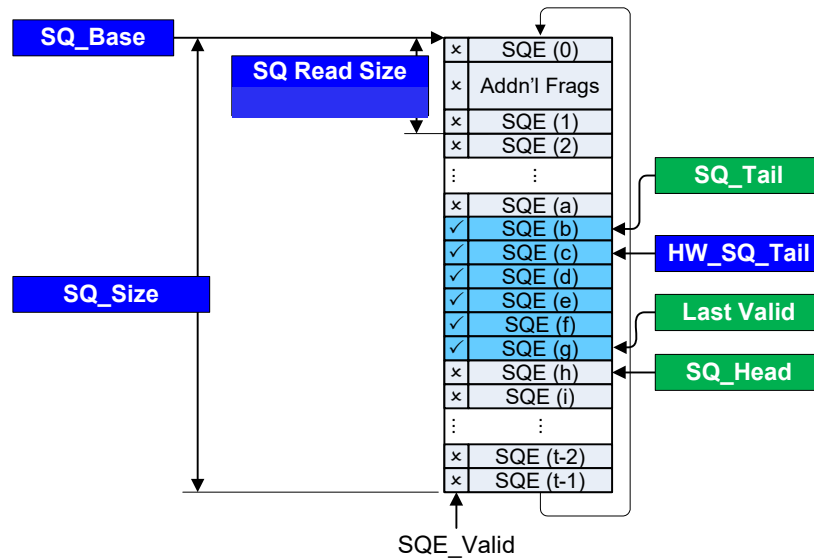 SQ_Base
SQ Read Size
SQ_Size
× SQE (0)
× Addn’l Frags
× SQE (1)
× SQE (2)
⋮ ⋮
× SQE (a)
✓ SQE (b)
✓ SQE (c)
✓ SQE (d)
✓ SQE (e)
✓ SQE (f)
✓ SQE (g)
× SQE (h)
× SQE (i)
⋮ ⋮
× SQE (t-2)
× SQE (t-1)
SQE_Valid
SQ_Tail
HW_SQ_Tail
Last Valid
SQ_Head